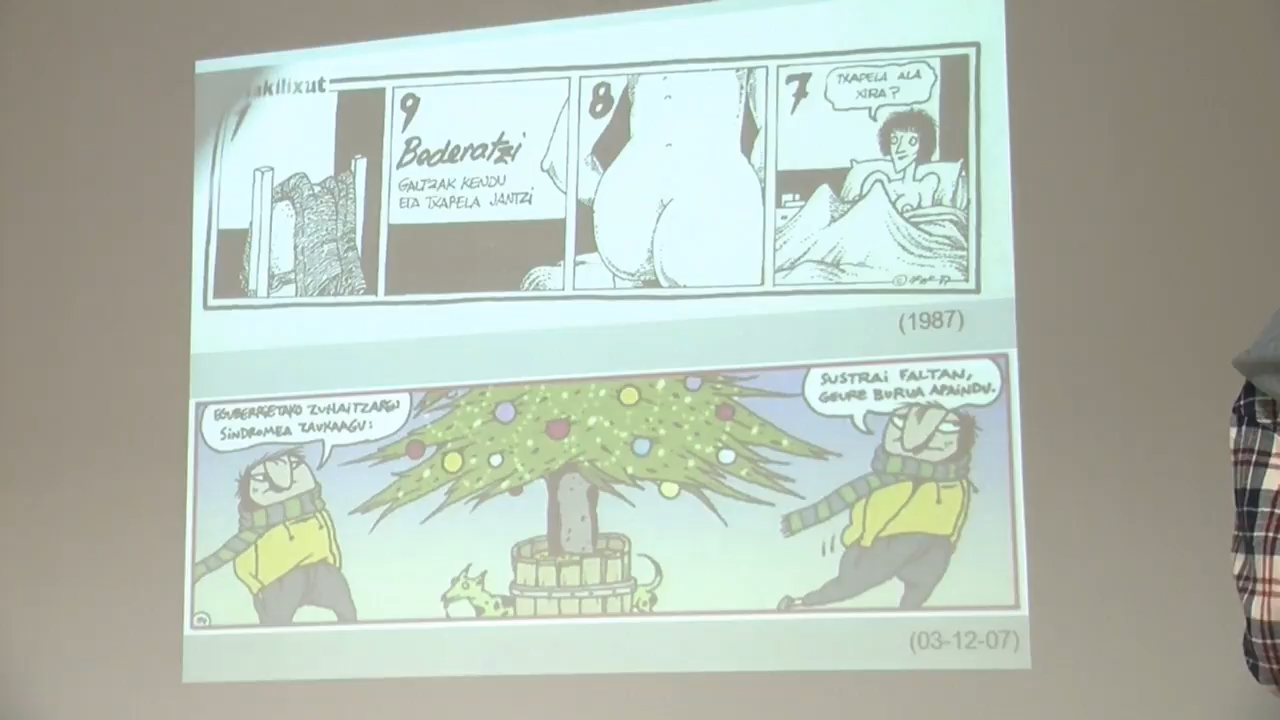 akilixut
9
Bederatzi
GALTZAK KENDU
ETA TXAPELA JANTZI
8
7
TXAPELA ALA
XIRA?
(1987)
EGUBERRIETAKO ZUHAITZAREN
SINDROMEA ZAUKAAGU:
SUSTRAI FALTAN,
GEURE BURUA APAINDU.
(03-12-07)